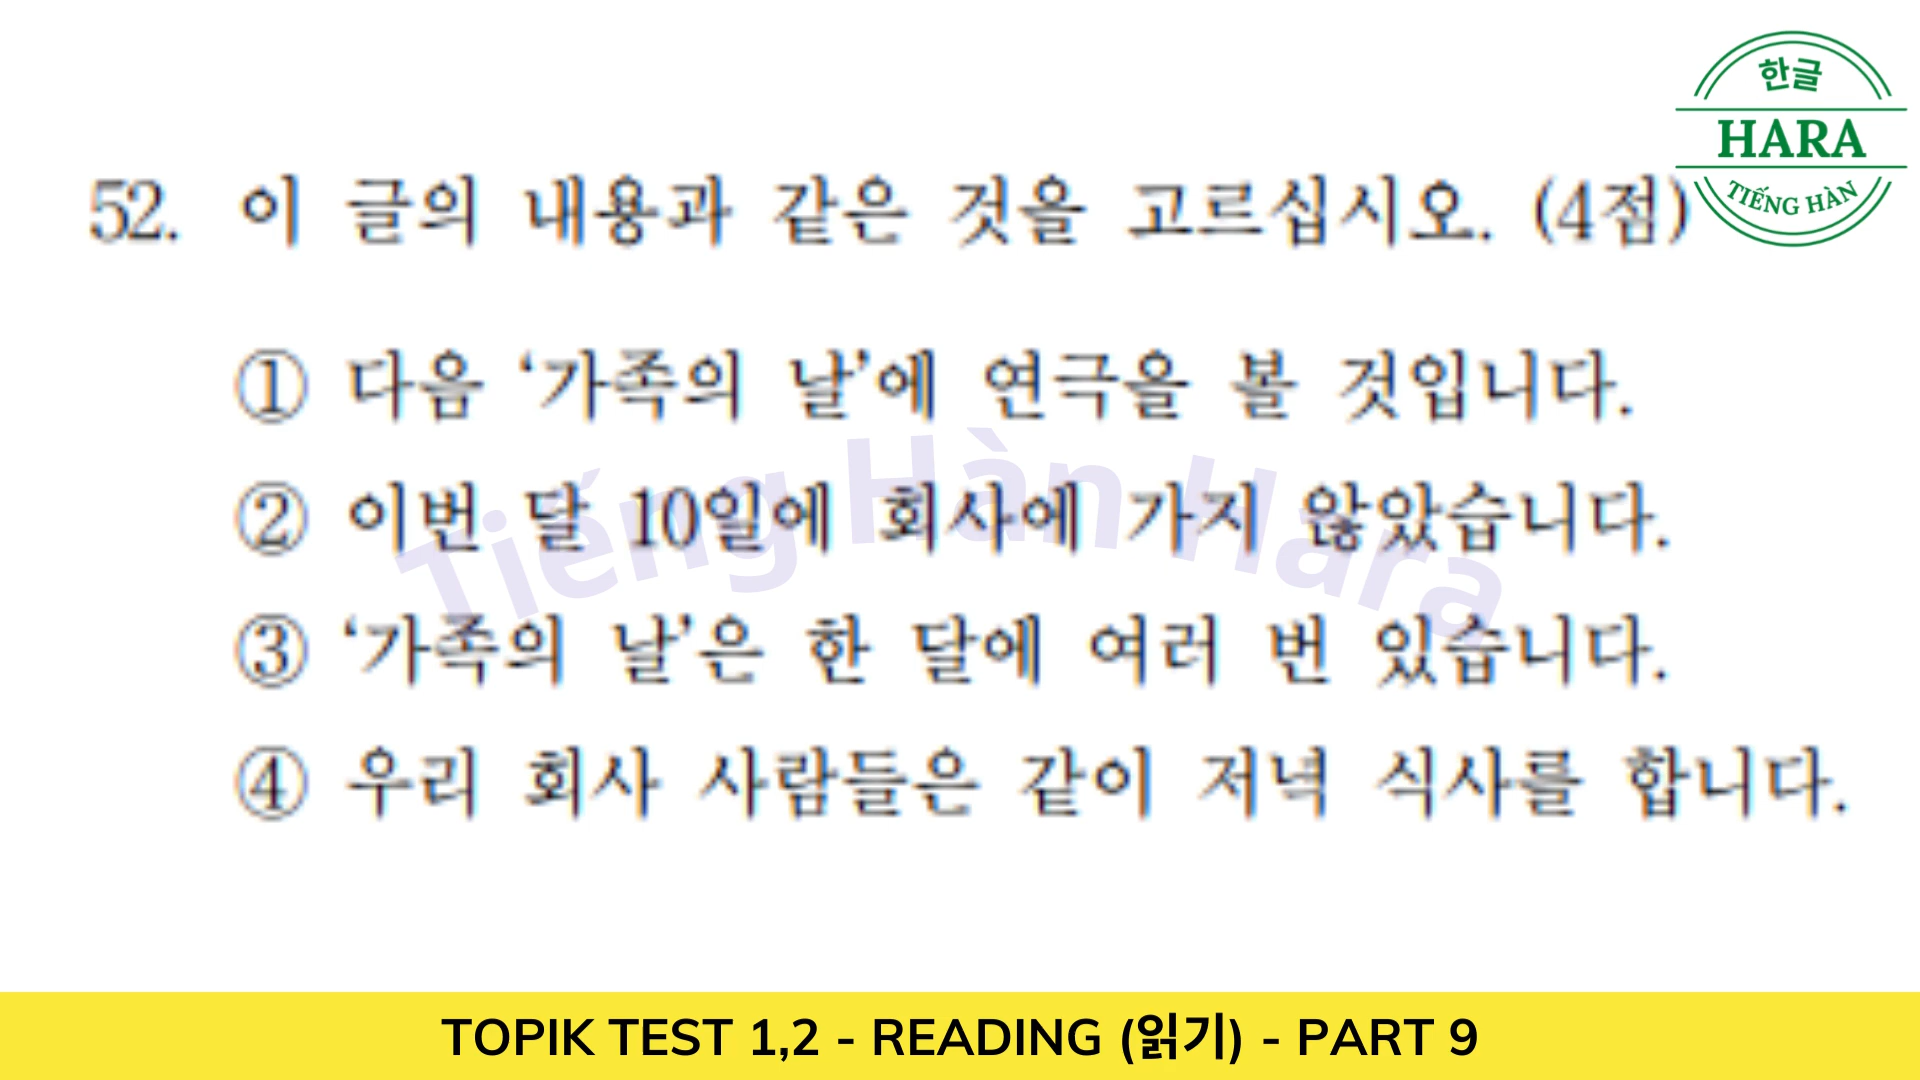 한글
HARA
TIẾNG HÀN
52. 이 글의 내용과 같은 것을 고르십시오. (4점)
① 다음 ‘가족의 날’에 연극을 볼 것입니다.
② 이번 달 10일에 회사에 가지 않았습니다.
③ ‘가족의 날’은 한 달에 여러 번 있습니다.
④ 우리 회사 사람들은 같이 저녁 식사를 합니다.
Tiếng Hàn Hara
TOPIK TEST 1,2 - READING (읽기) - PART 9